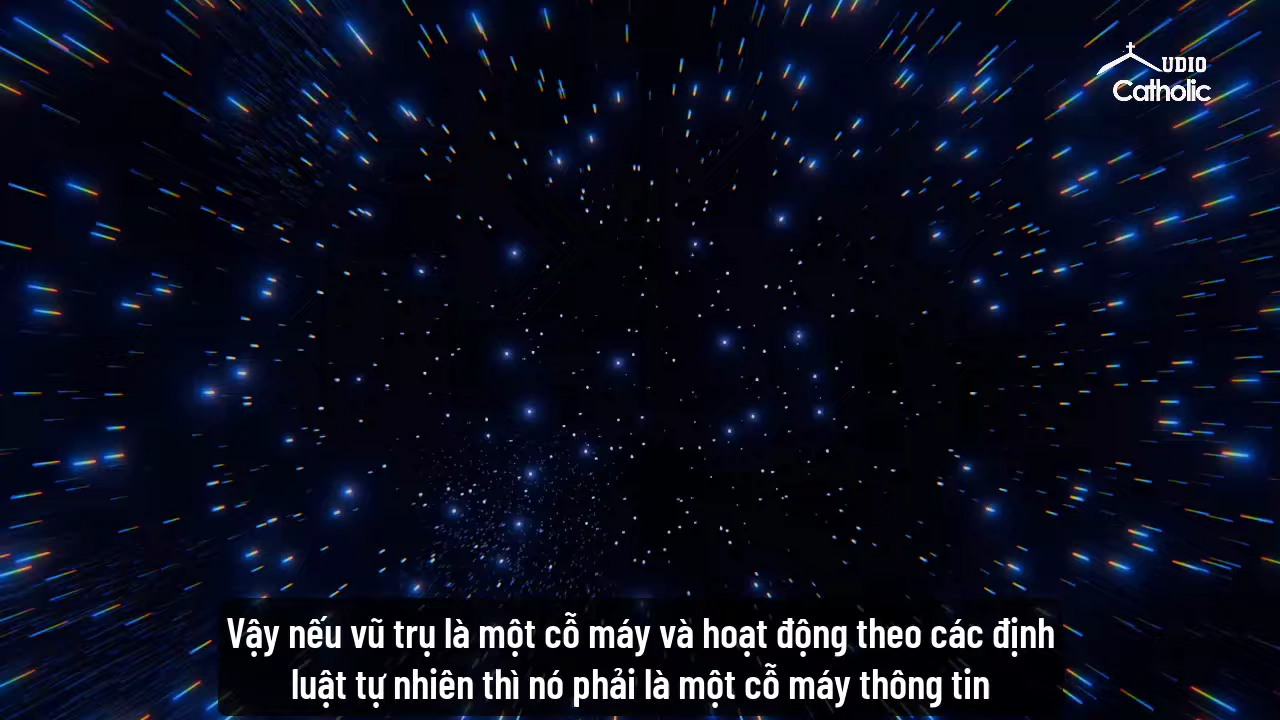 UDIO
Catholic
Vậy nếu vũ trụ là một cỗ máy và hoạt động theo các định
luật tự nhiên thì nó phải là một cỗ máy thông tin